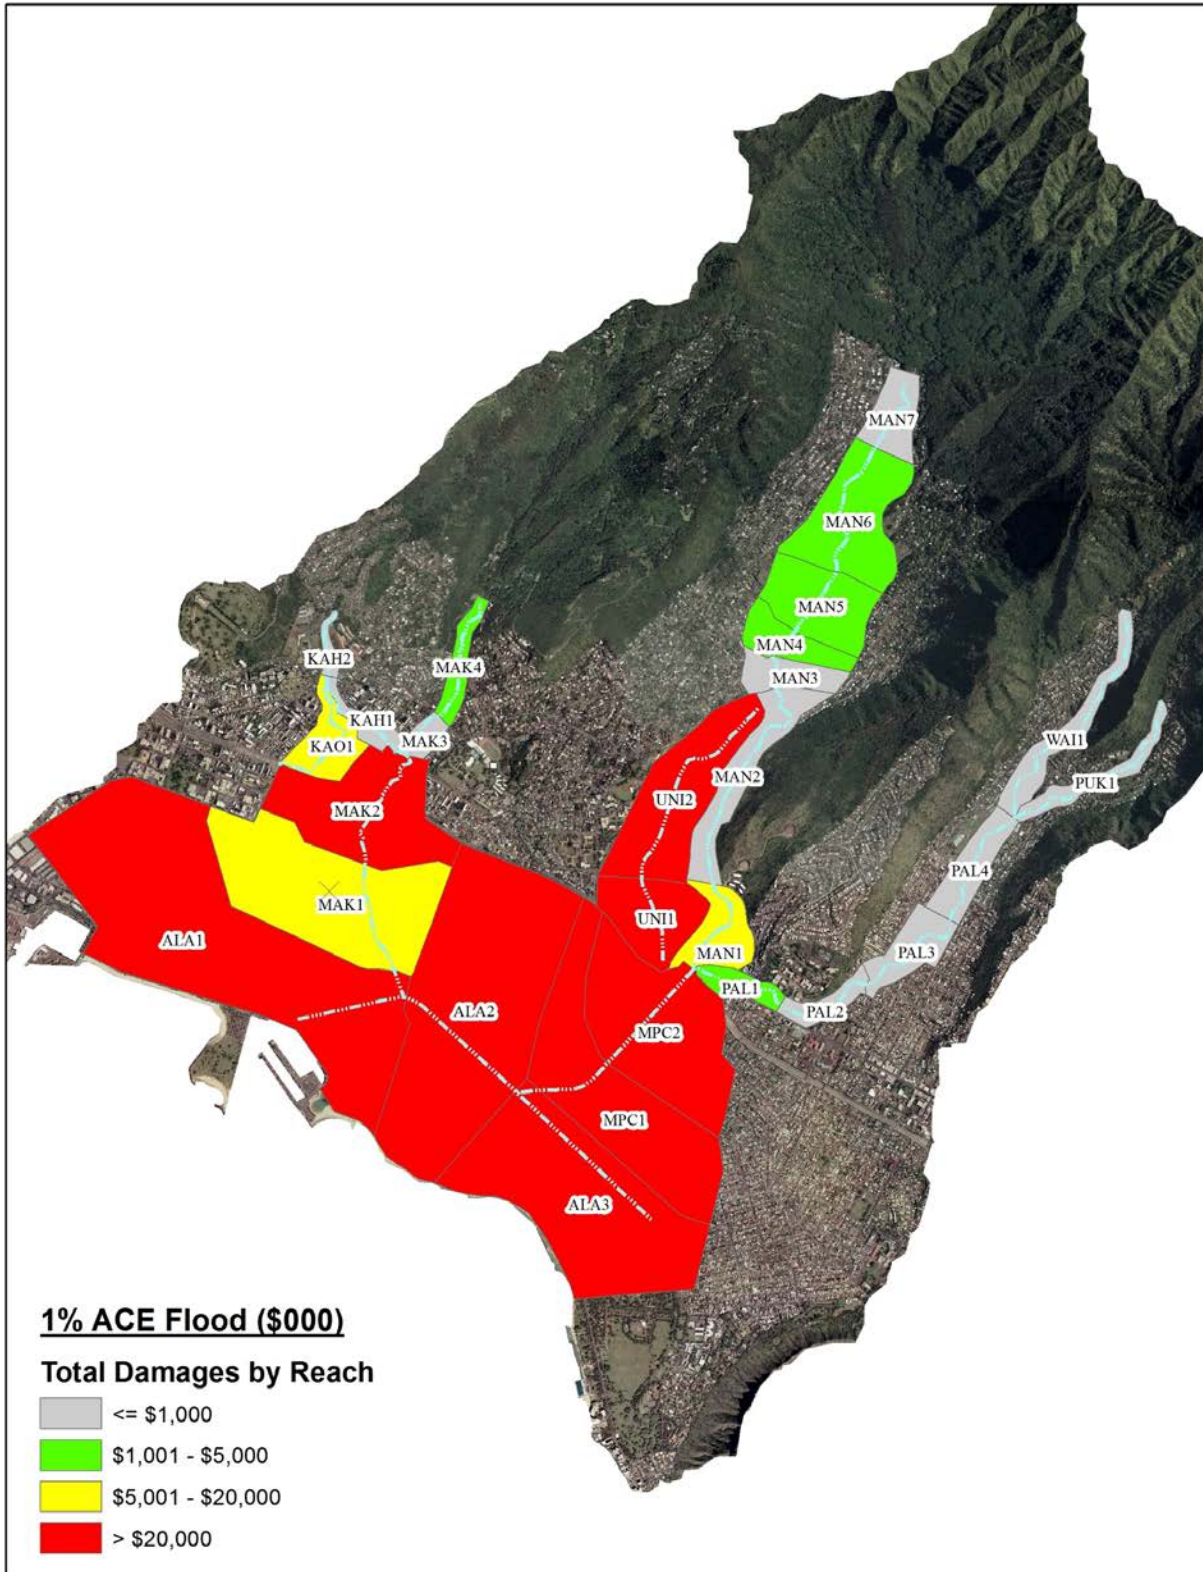 MAN7
MAN6
MAN5
MAN4
MAN3
KAH2
MAK4
KAH1
MAK3
KAO1
WAI1
MAN2
PUK1
UNI2
MAK2
PAL4
MAK1
UNI1
ALA1
MAN1
PAL3
PAL1
PAL2
ALA2
MPC2
MPC1
ALA3
1% ACE Flood ($000)
Total Damages by Reach
<= $1,000
$1,001 - $5,000
$5,001 - $20,000
> $20,000